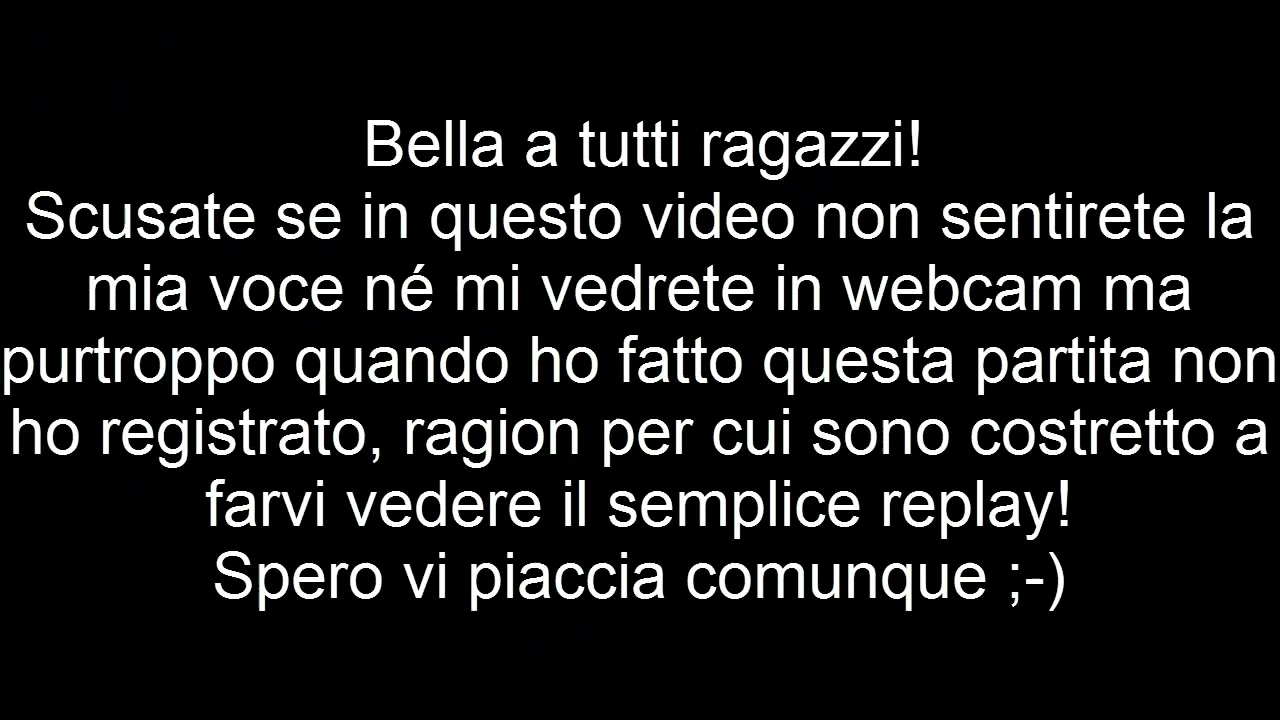 Bella a tutti ragazzi!
Scusate se in questo video non sentirete la
mia voce né mi vedrete in webcam ma
purtroppo quando ho fatto questa partita non
ho registrato, ragion per cui sono costretto a
farvi vedere il semplice replay!
Spero vi piaccia comunque ;-)